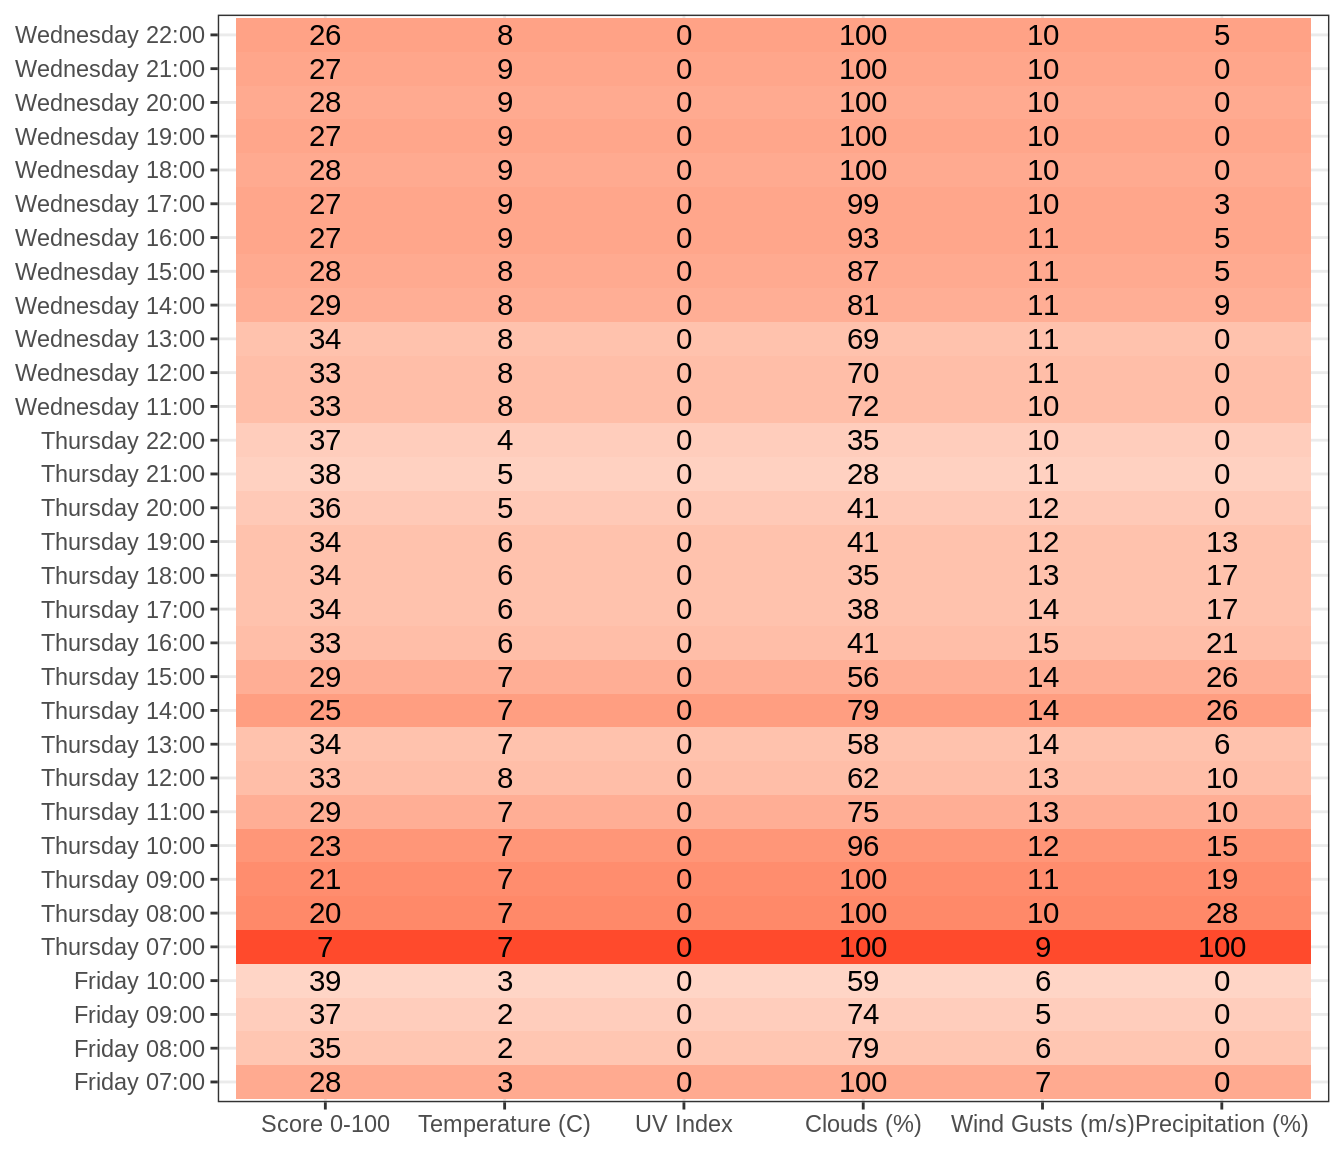 Wednesday 22:00 26 8 0 100 10 5
Wednesday 21:00 27 9 0 100 10 0
Wednesday 20:00 28 9 0 100 10 0
Wednesday 19:00 27 9 0 100 10 0
Wednesday 18:00 28 9 0 100 10 0
Wednesday 17:00 27 9 0 99 10 3
Wednesday 16:00 27 9 0 93 11 5
Wednesday 15:00 28 8 0 87 11 5
Wednesday 14:00 29 8 0 81 11 9
Wednesday 13:00 34 8 0 69 11 0
Wednesday 12:00 33 8 0 70 11 0
Wednesday 11:00 33 8 0 72 10 0
Thursday 22:00 37 4 0 35 10 0
Thursday 21:00 38 5 0 28 11 0
Thursday 20:00 36 5 0 41 12 0
Thursday 19:00 34 6 0 41 12 13
Thursday 18:00 34 6 0 35 13 17
Thursday 17:00 34 6 0 38 14 17
Thursday 16:00 33 6 0 41 15 21
Thursday 15:00 29 7 0 56 14 26
Thursday 14:00 25 7 0 79 14 26
Thursday 13:00 34 7 0 58 14 6
Thursday 12:00 33 8 0 62 13 10
Thursday 11:00 29 7 0 75 13 10
Thursday 10:00 23 7 0 96 12 15
Thursday 09:00 21 7 0 100 11 19
Thursday 08:00 20 7 0 100 10 28
Thursday 07:00 7 7 0 100 9 100
Friday 10:00 39 3 0 59 6 0
Friday 09:00 37 2 0 74 5 0
Friday 08:00 35 2 0 79 6 0
Friday 07:00 28 3 0 100 7 0
Score 0-100 Temperature (C) UV Index Clouds (%) Wind Gusts (m/s) Precipitation (%)